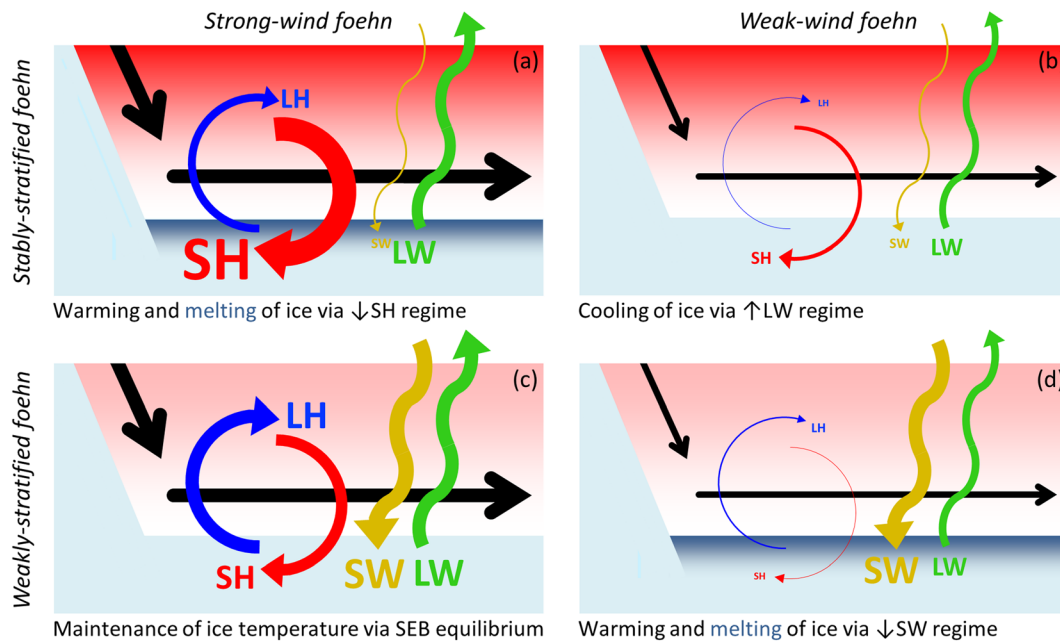 Strong-wind foehn
Weak-wind foehn
Stably-stratified foehn
(a)
LH
SH
SW
LW
Warming and melting of ice via ↓SH regime
(b)
LH
SH
SW
LW
Cooling of ice via ↑LW regime
Weakly-stratified foehn
(c)
LH
SH
SW
LW
Maintenance of ice temperature via SEB equilibrium
(d)
LH
SH
SW
LW
Warming and melting of ice via ↓SW regime